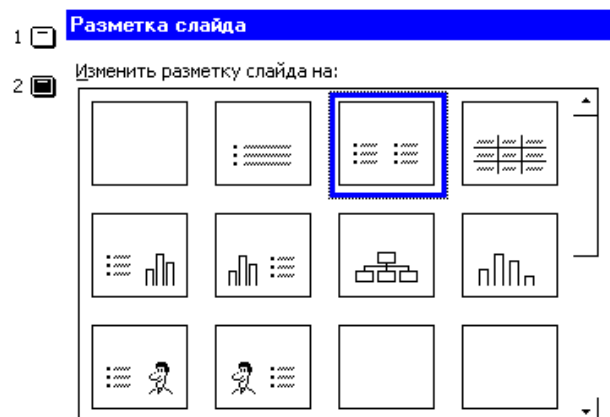 Разметка слайда
1
Изменить разметку слайда на:
2